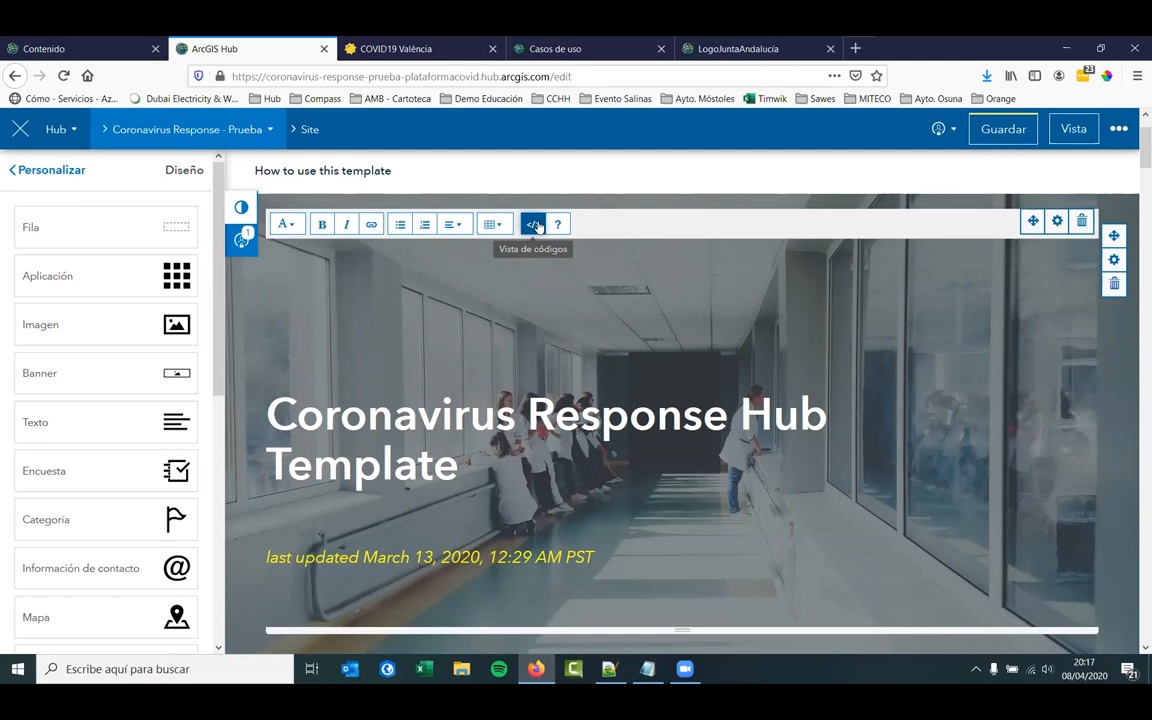 Contenido
ArcGIS Hub
COVID19 València
Casos de uso
LogoJuntaAndalucía
https://coronavirus-response-prueba-plataformacovid.hub.arcgis.com/edit
23
Cómo - Servicios - Az...
Dubai Electricity & W...
Hub
Compass
AMB - Cartoteca
Demo Educación
CCHH
Evento Salinas
Ayto. Móstoles
Timwik
Sawes
MITECO
Ayto. Osuna
Orange
Hub
Coronavirus Response - Prueba
Site
Guardar
Vista
Personalizar
Diseño
How to use this template
Fila
Aplicación
Imagen
Banner
Texto
Encuesta
Categoría
Información de contacto
Mapa
1
A
B
I
</>
?
Vista de códigos
Coronavirus Response Hub
Template
last updated March 13, 2020, 12:29 AM PST
Escribe aquí para buscar
20:17
08/04/2020
21